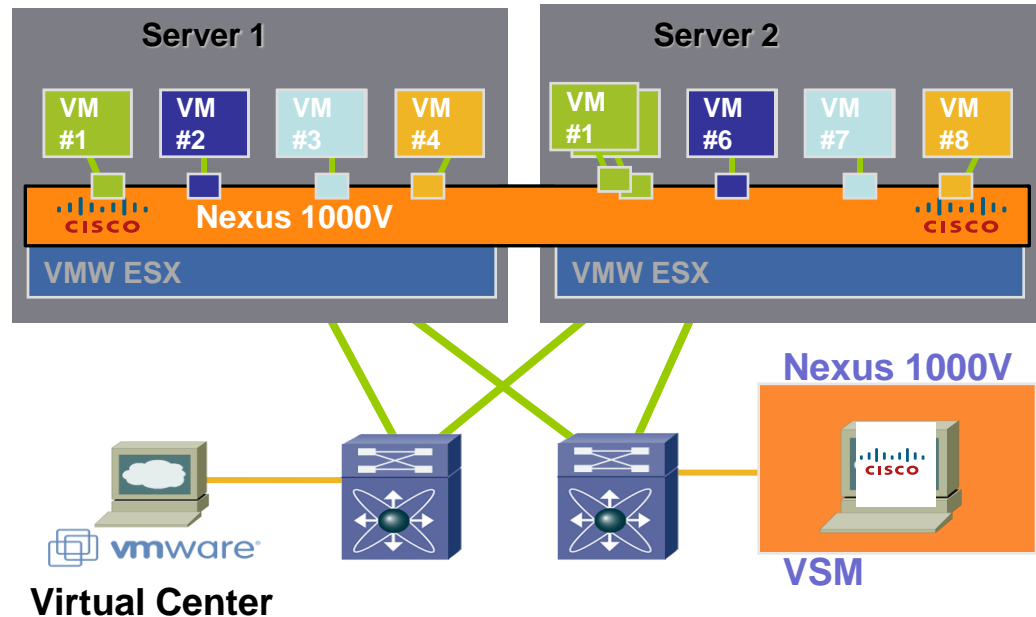 Server 1
Server 2
VM
#1
VM
#2
VM
#3
VM
#4
VM
#1
VM
#6
VM
#7
VM
#8
CISCO
Nexus 1000V
CISCO
VMW ESX
VMW ESX
Nexus 1000V
CISCO
vmware®
VSM
Virtual Center